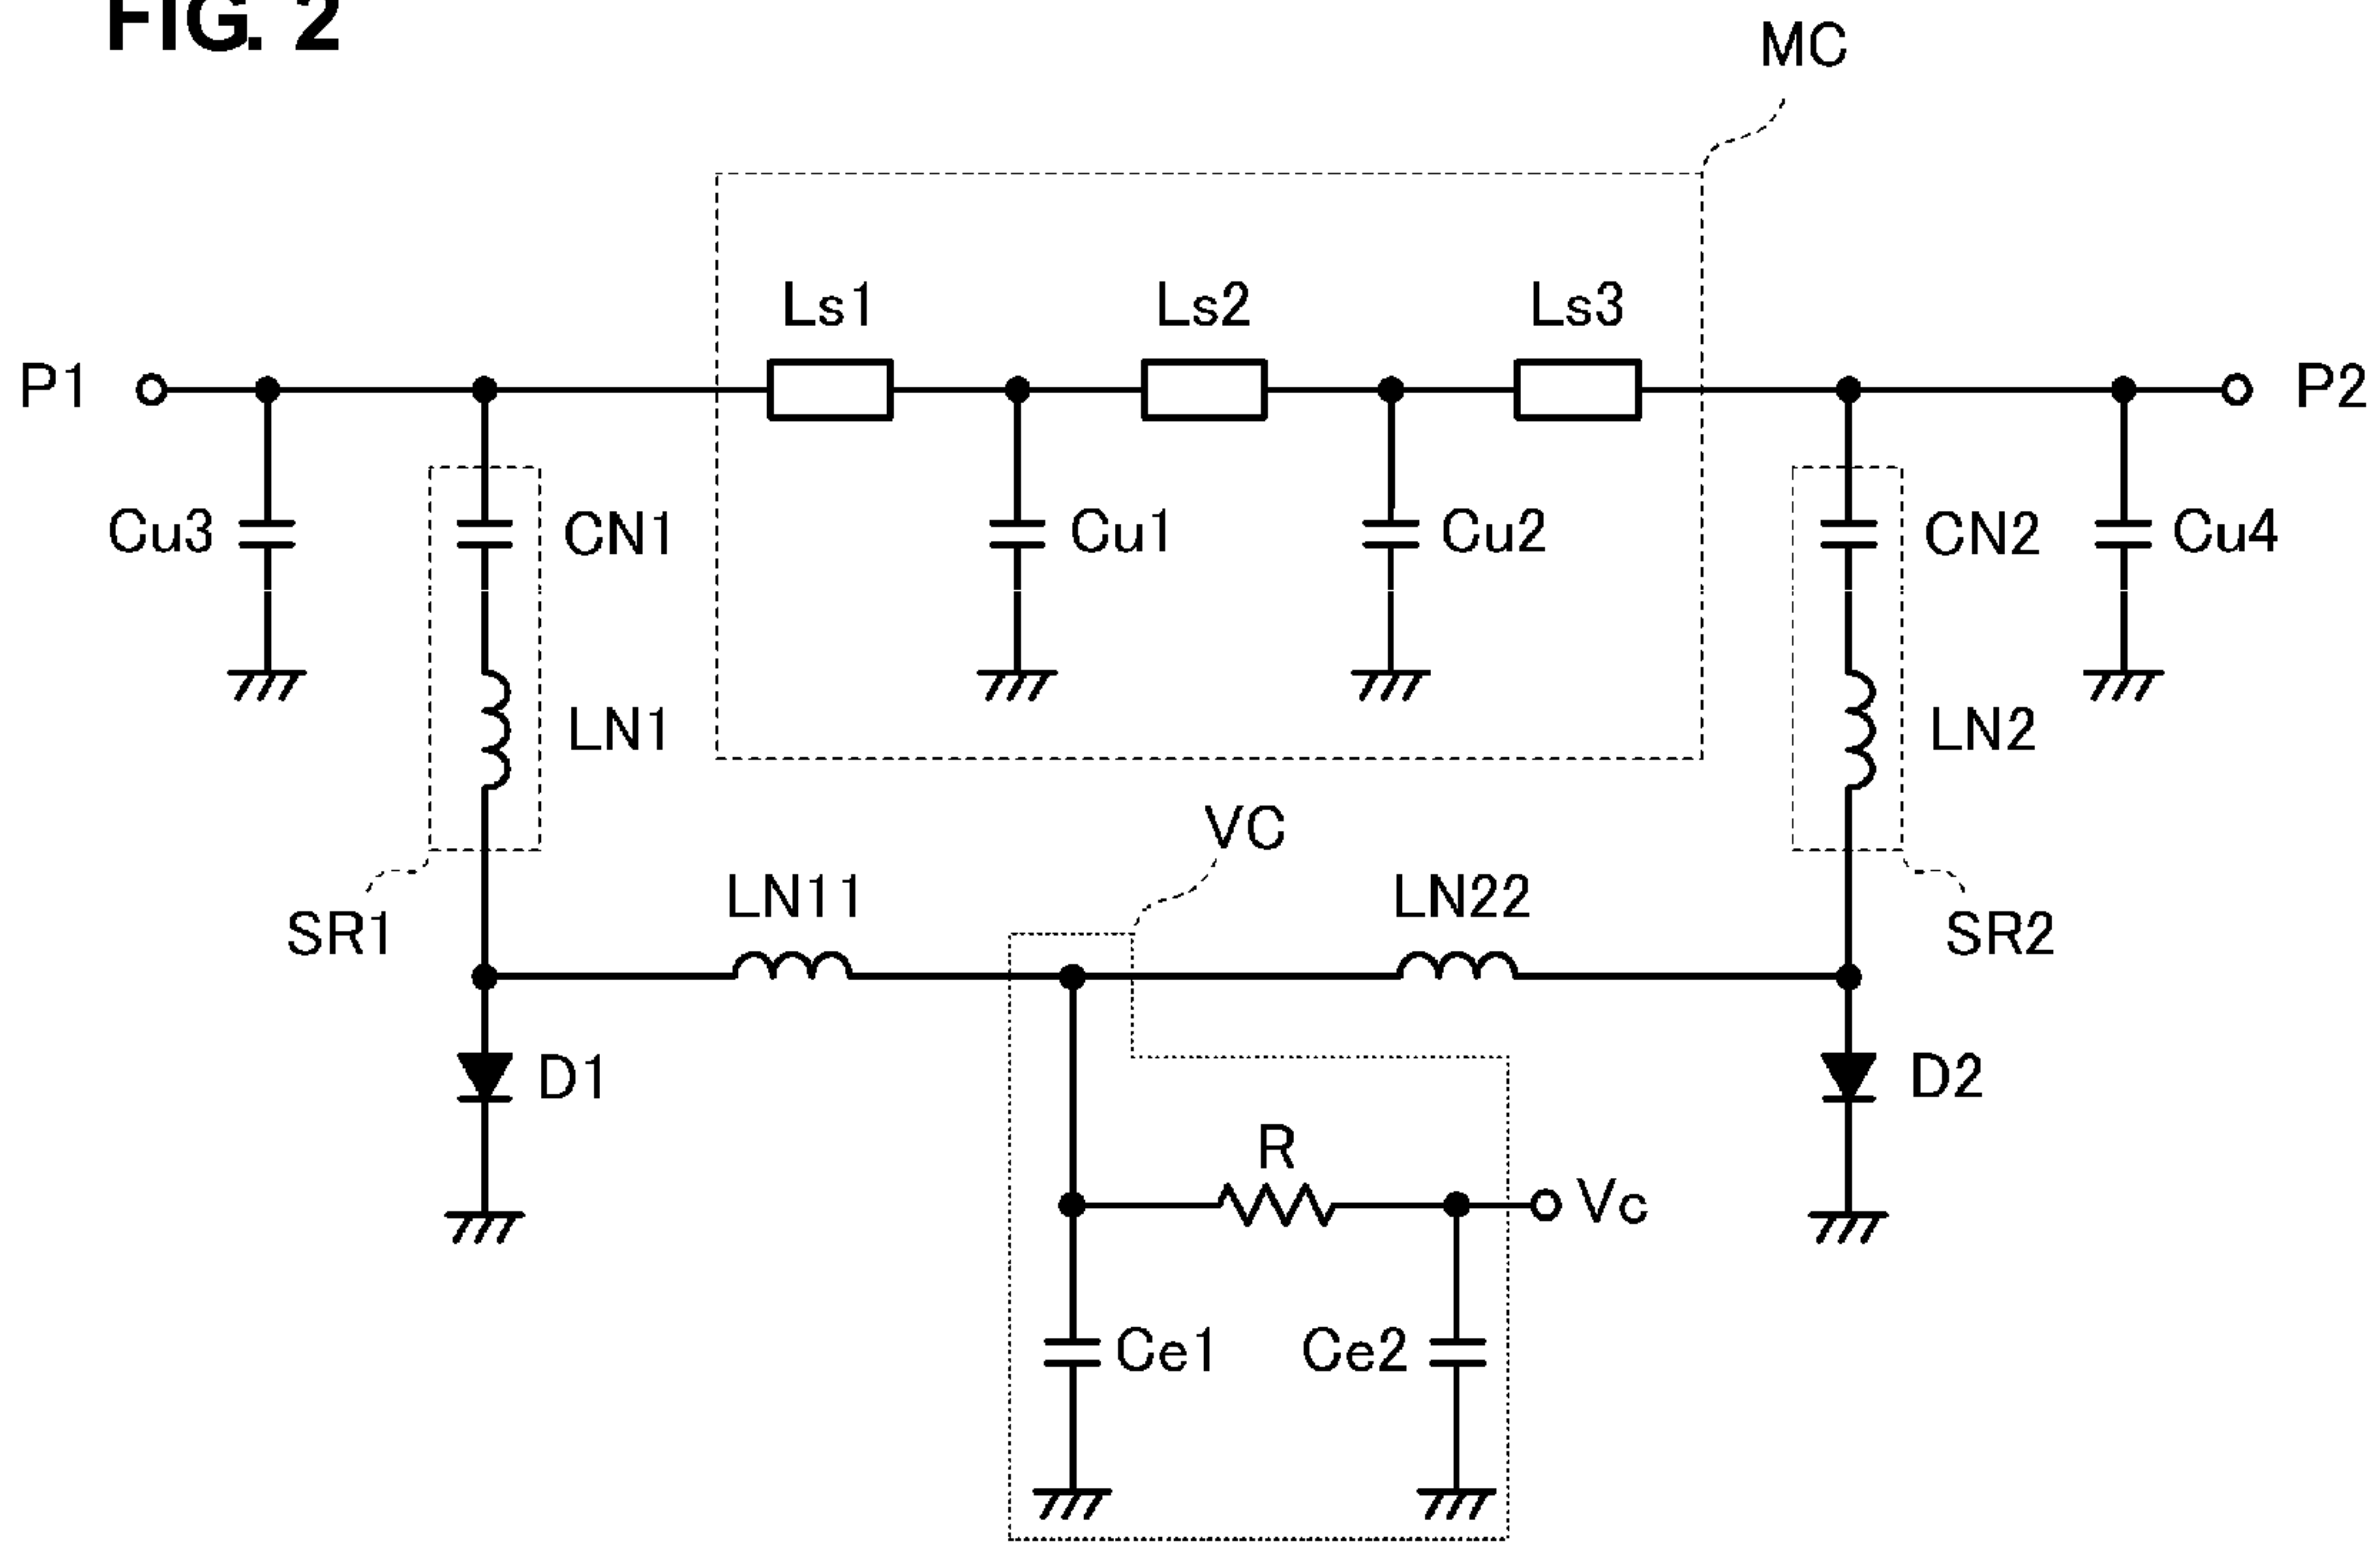 FIG. 2
MC
Ls1 Ls2 Ls3
P1 P2
Cu3 CN1 Cu1 Cu2 CN2 Cu4
LN1 LN2
VC
LN11 LN22
SR1 SR2
D1 D2
R
Vc
Ce1 Ce2